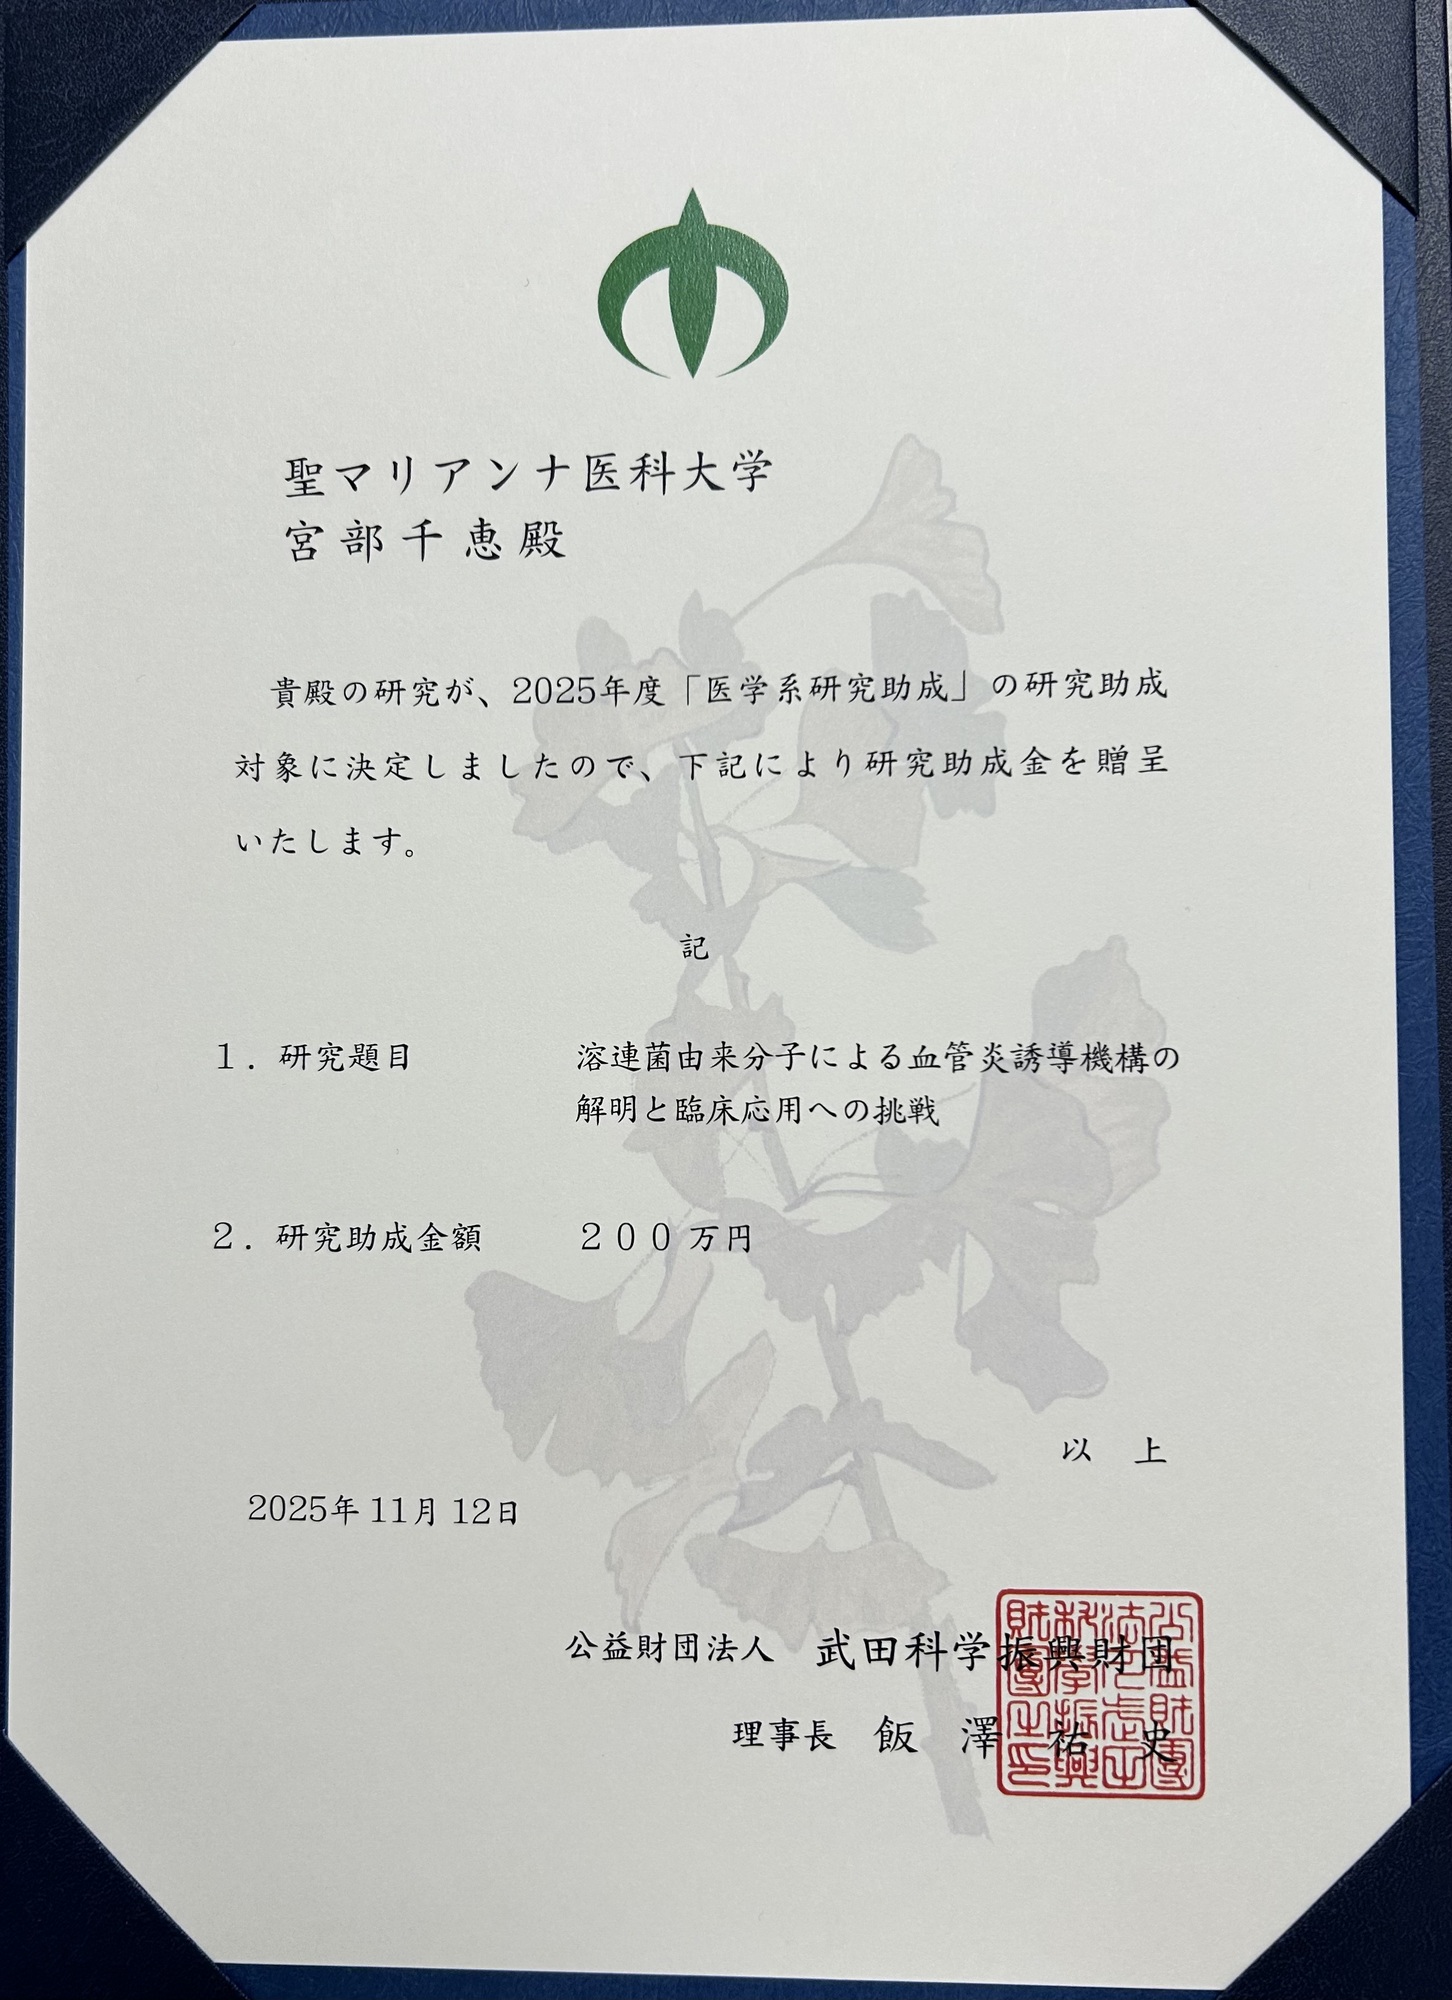 聖マリアンナ医科大学
宮部千恵殿
貴殿の研究が、2025年度「医学系研究助成」の研究助成
対象に決定しましたので、下記により研究助成金を贈呈
いたします。
記
１．研究題目 溶連菌由来分子による血管炎誘導機構の
解明と臨床応用への挑戦
２．研究助成金額 ２００万円
以 上
2025年11月12日
公益財団法人 武田科学振興財団
理事長 飯澤祐史